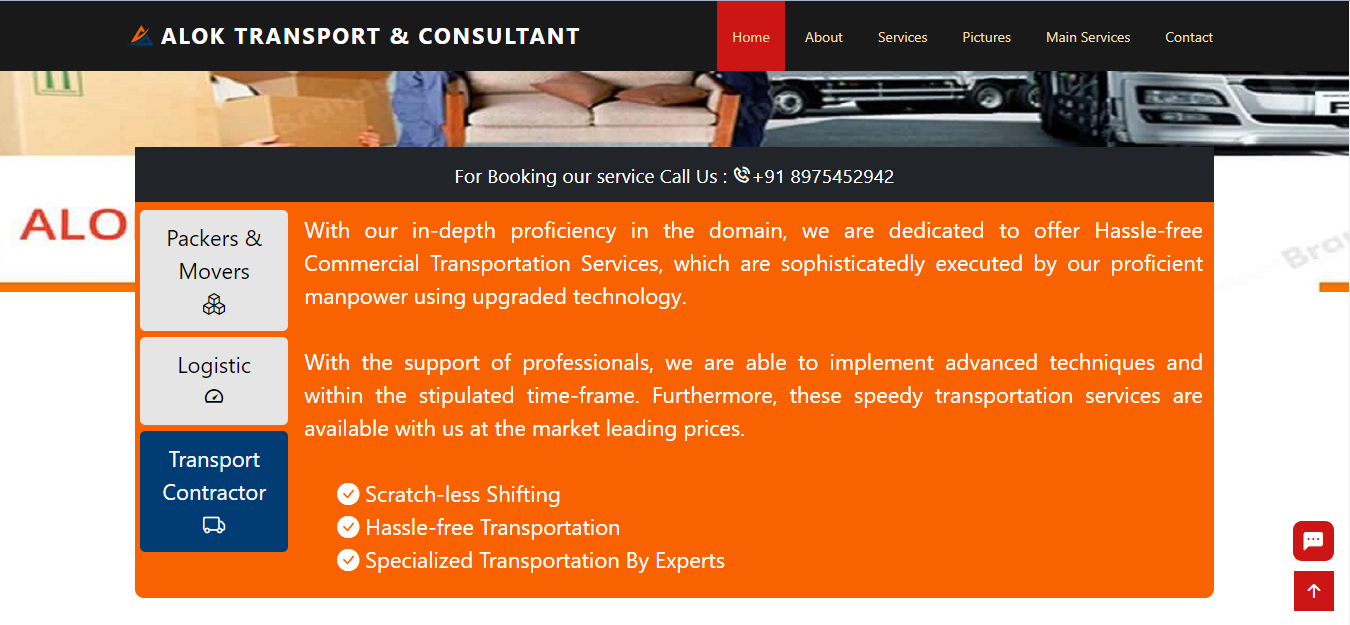 ALOK TRANSPORT & CONSULTANT
Home About Services Pictures Main Services Contact
For Booking our service Call Us : +91 8975452942
ALO
Packers &
Movers
Logistic
Transport
Contractor
With our in-depth proficiency in the domain, we are dedicated to offer Hassle-free
Commercial Transportation Services, which are sophisticatedly executed by our proficient
manpower using upgraded technology.
With the support of professionals, we are able to implement advanced techniques and
within the stipulated time-frame. Furthermore, these speedy transportation services are
available with us at the market leading prices.
Scratch-less Shifting
Hassle-free Transportation
Specialized Transportation By Experts